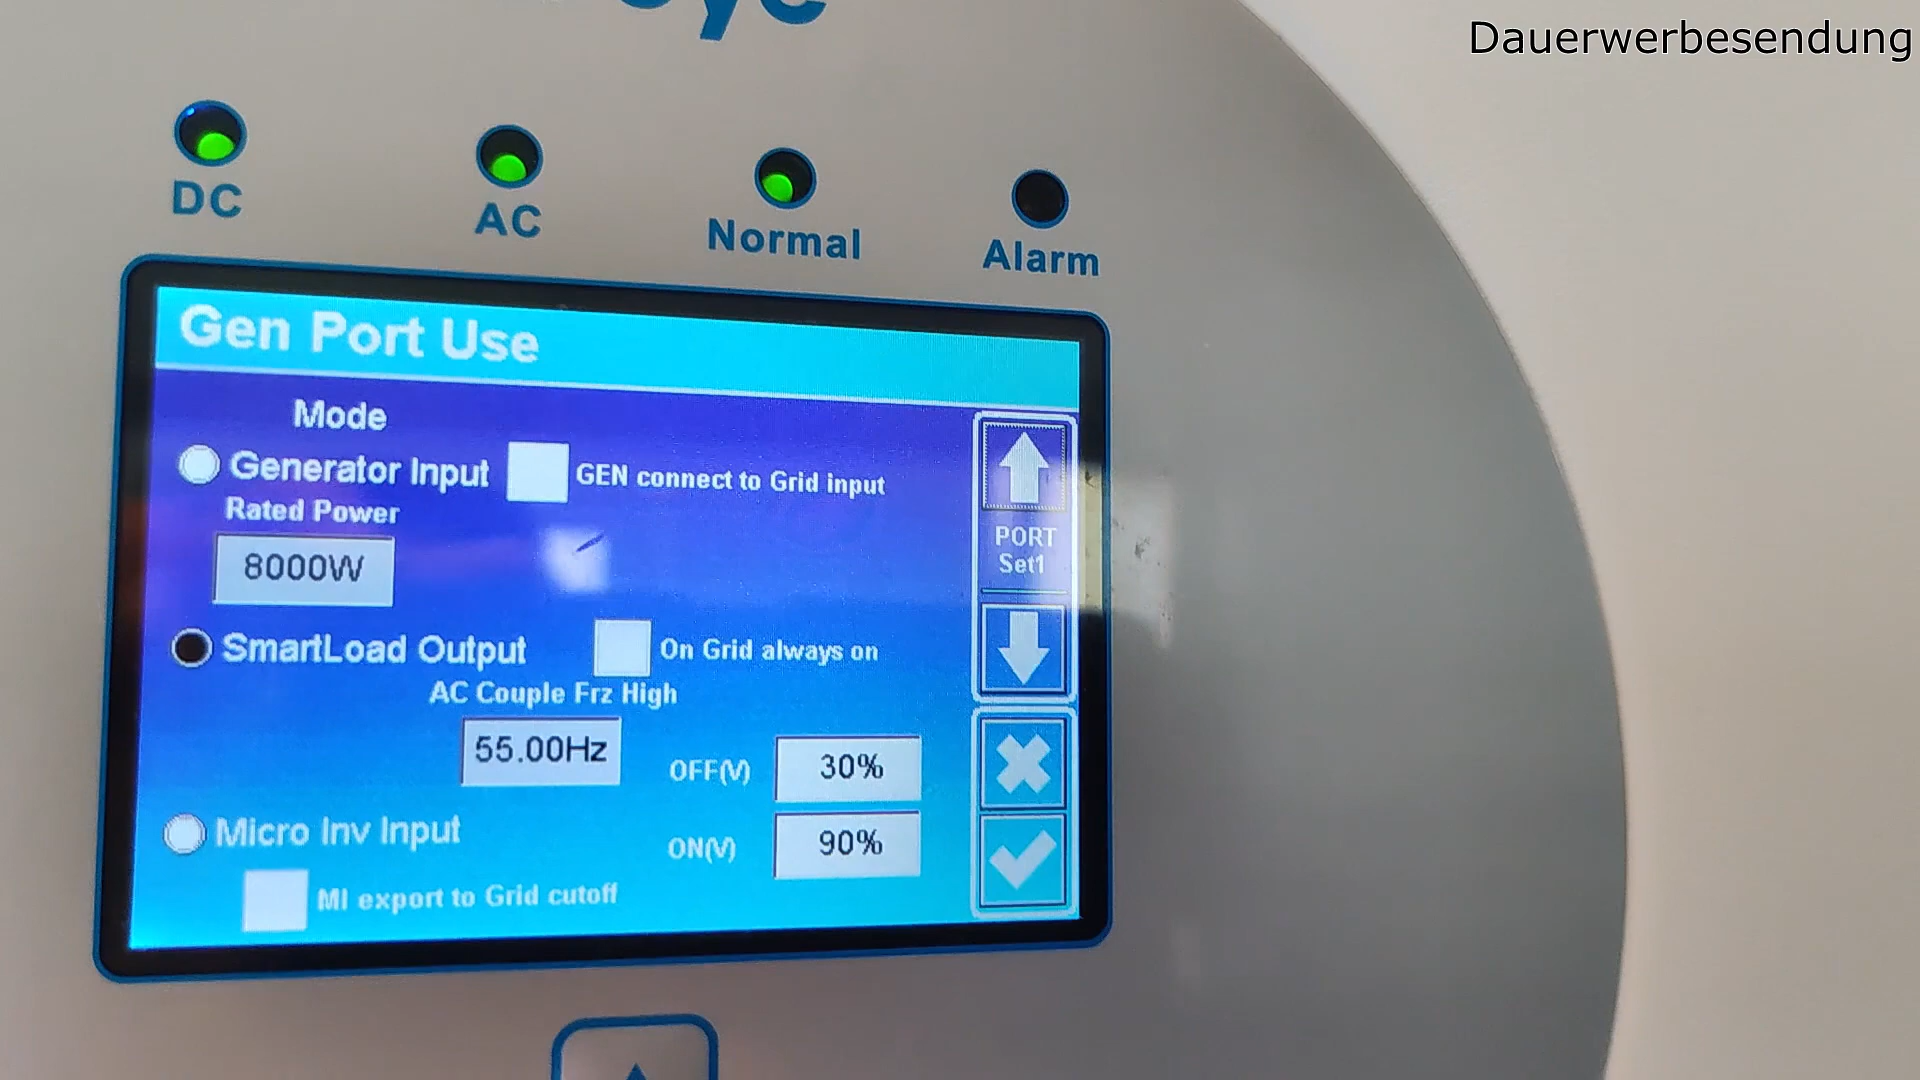 Dauerwerbesendung
DC
AC
Normal
Alarm
Gen Port Use
Mode
Generator Input
GEN connect to Grid input
Rated Power
8000W
PORT
Set1
SmartLoad Output
On Grid always on
AC Couple Frz High
55.00Hz
OFF(V)
30%
Micro Inv Input
ON(V)
90%
MI export to Grid cutoff